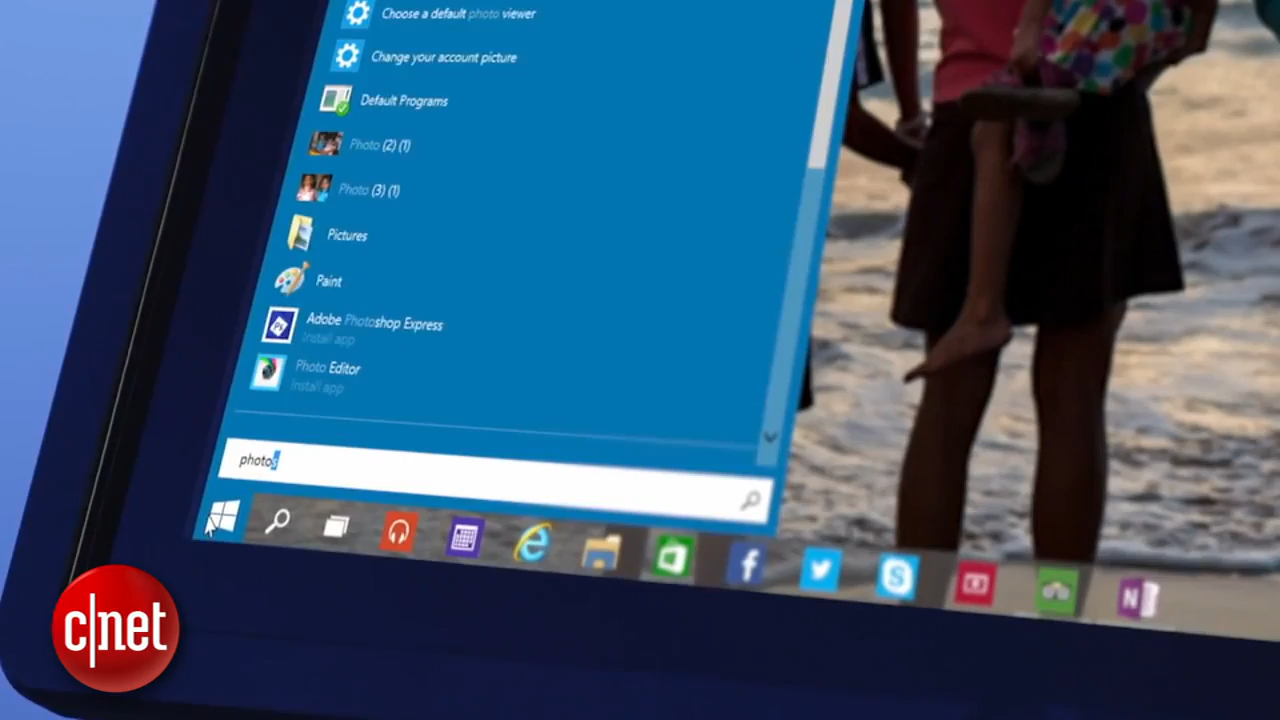 Choose a default photo viewer
Change your account picture
Default Programs
Photo (2) (1)
Photo (3) (1)
Pictures
Paint
Adobe Photoshop Express
Install app
Photo Editor
Install app
photos
c|net